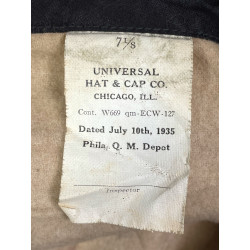 7 1/8
UNIVERSAL
HAT & CAP CO.
CHICAGO, ILL.
Cont. W669 qm-ECW-127
Dated July 10th, 1935
Phila. Q. M. Depot
Inspector